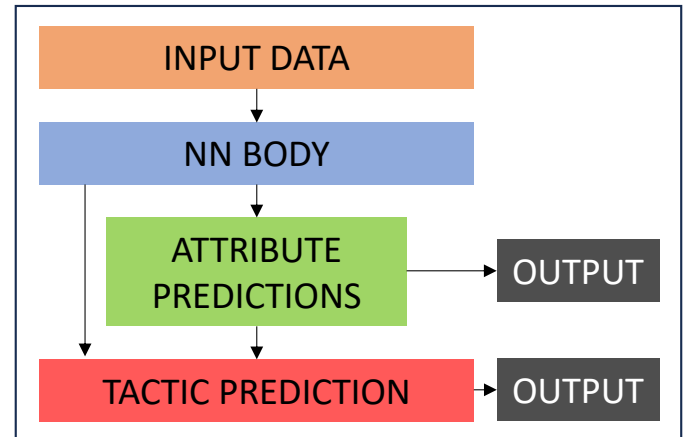 INPUT DATA
NN BODY
ATTRIBUTE
PREDICTIONS
OUTPUT
TACTIC PREDICTION
OUTPUT